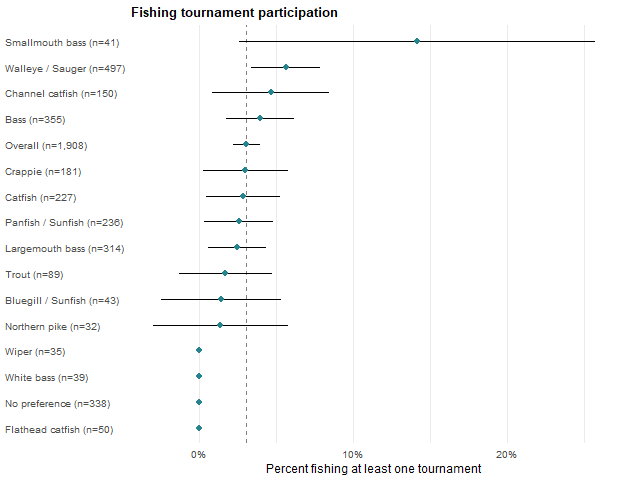 Fishing tournament participation
Smallmouth bass (n=41)
Walleye / Sauger (n=497)
Channel catfish (n=150)
Bass (n=355)
Overall (n=1,908)
Crappie (n=181)
Catfish (n=227)
Panfish / Sunfish (n=236)
Largemouth bass (n=314)
Trout (n=89)
Bluegill / Sunfish (n=43)
Northern pike (n=32)
Wiper (n=35)
White bass (n=39)
No preference (n=338)
Flathead catfish (n=50)
0% 10% 20%
Percent fishing at least one tournament